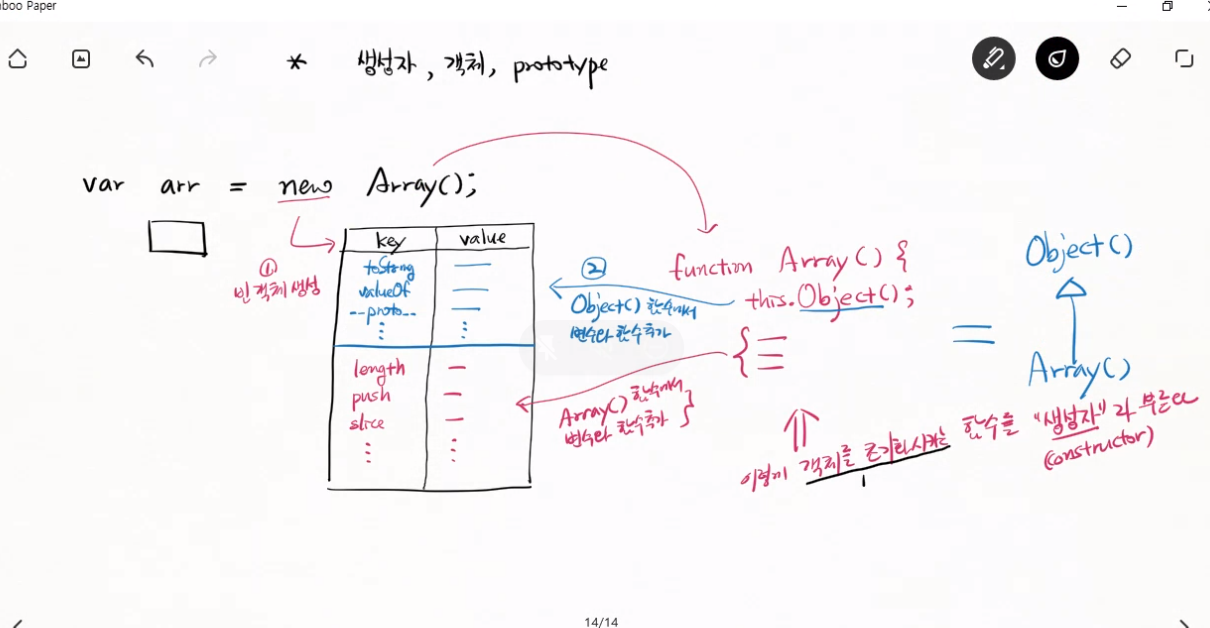 boo Paper
* 생성자, 객체, prototype
var arr = new Array();
key value
① 빈 객체 생성
toString
valueOf
--proto--
length
push
slice
② Object() 함수에서
변수와 함수 추가
Array() 함수에서
변수와 함수 추가
function Array() {
this.Object();
{
=
Object()
Array()
이렇게 객체를 초기화시키는 함수를 "생성자"라 부른다
(constructor)
14/14